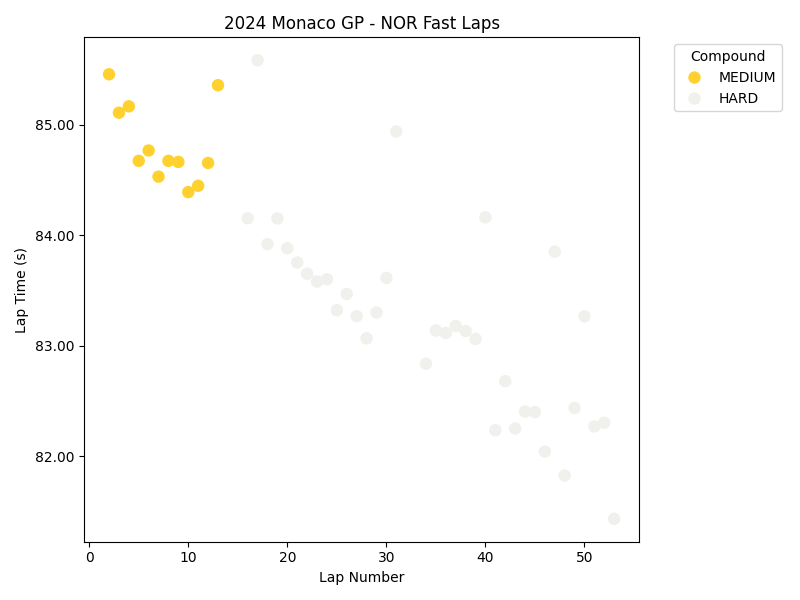 2024 Monaco GP - NOR Fast Laps
Compound
MEDIUM
HARD
85.00
84.00
83.00
82.00
Lap Time (s)
0 10 20 30 40 50
Lap Number